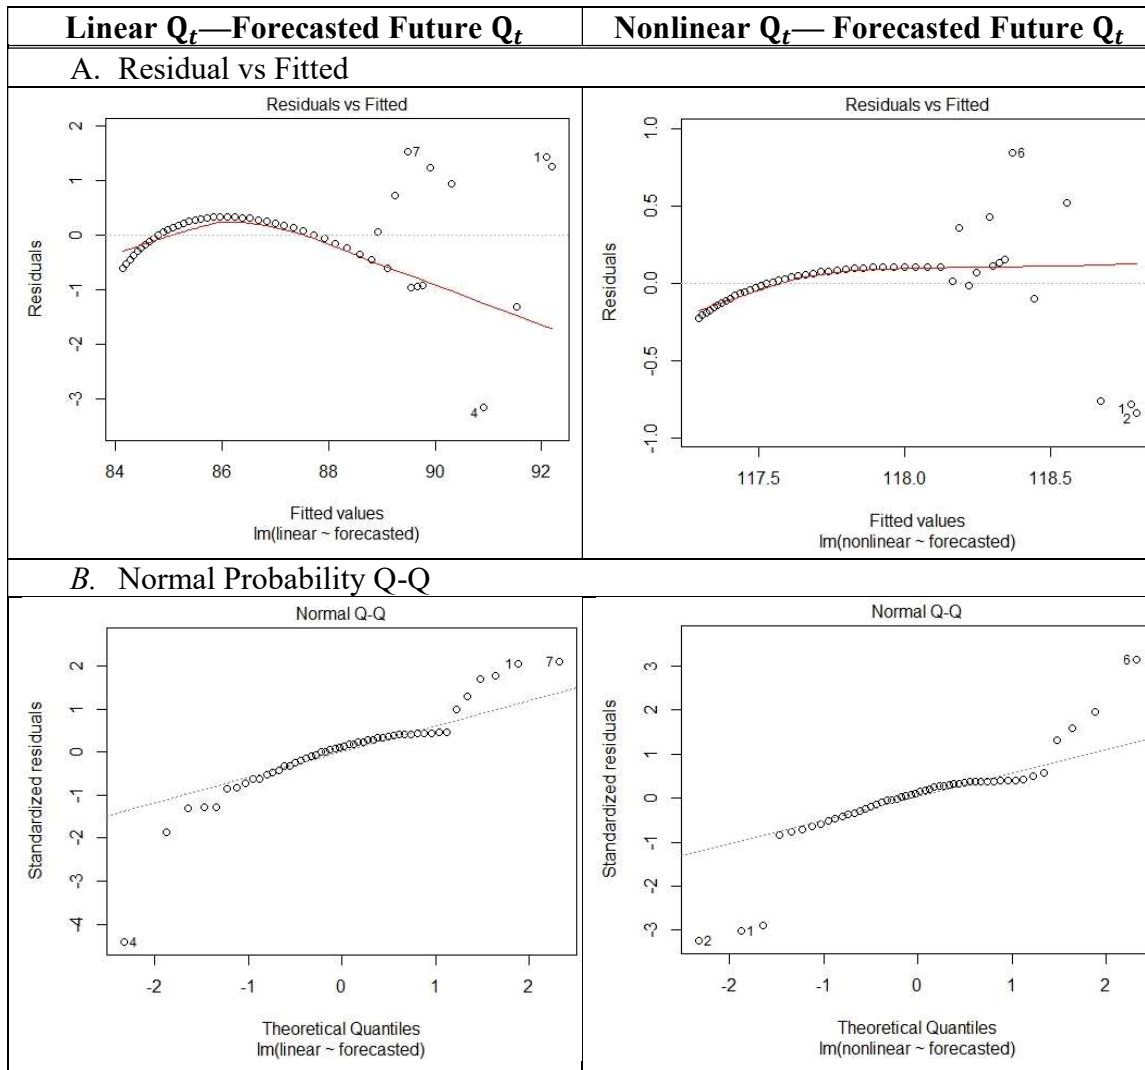 Linear Q𝑡—Forecasted Future Q𝑡
Nonlinear Q𝑡— Forecasted Future Q𝑡
A. Residual vs Fitted
Residuals vs Fitted
2
1
0
-1
-2
-3
Residuals
7
1
4
84
86
88
90
92
Fitted values
lm(linear ~ forecasted)
Residuals vs Fitted
1.0
0.5
0.0
-0.5
-1.0
Residuals
6
1
2
117.5
118.0
118.5
Fitted values
lm(nonlinear ~ forecasted)
B. Normal Probability Q-Q
Normal Q-Q
2
1
0
-1
-2
-3
-4
Standardized residuals
1
7
4
-2
-1
0
1
2
Theoretical Quantiles
lm(linear ~ forecasted)
Normal Q-Q
3
2
1
0
-1
-2
-3
Standardized residuals
6
2
1
-2
-1
0
1
2
Theoretical Quantiles
lm(nonlinear ~ forecasted)